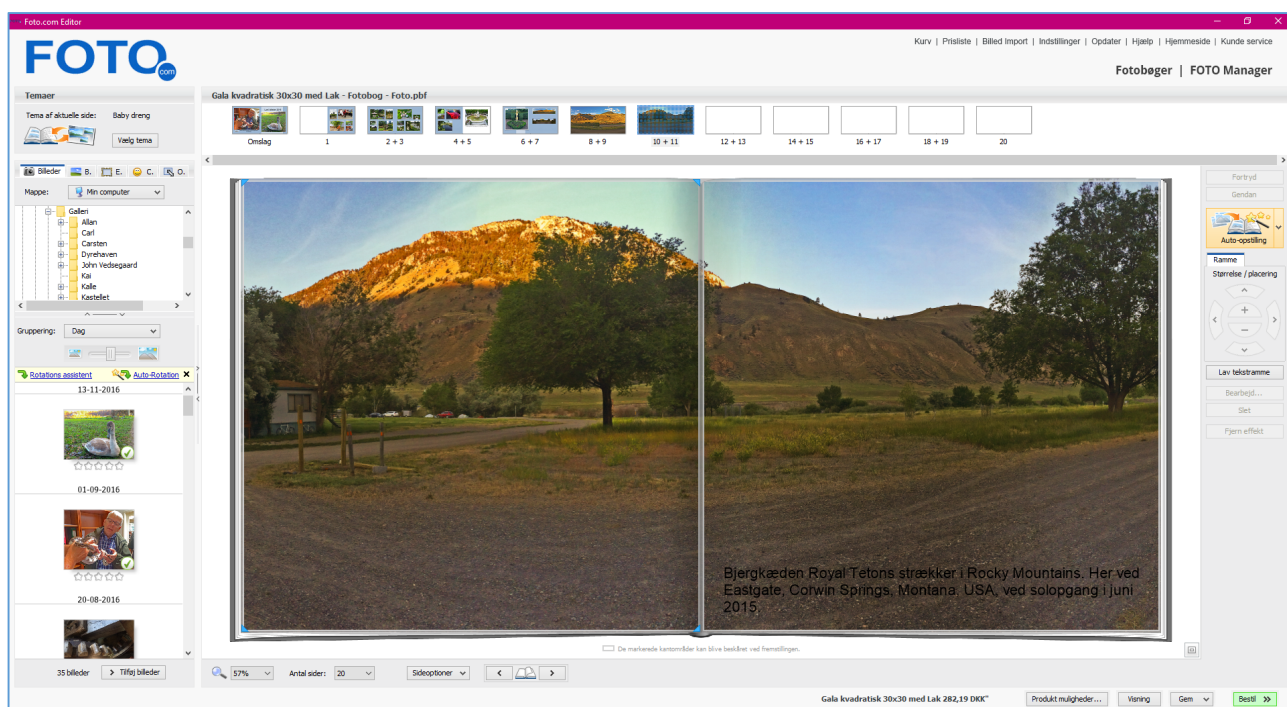 Foto.com Editor
FOTO.com
Kurv | Prisliste | Billed Import | Indstillinger | Opdater | Hjælp | Hjemmeside | Kunde service
Fotobøger | FOTO Manager
Temaer
Gala kvadratisk 30x30 med Lak - Fotobog - Foto.pbf
Tema af aktuelle side: Baby dreng
Vælg tema
Omslag 1 2 + 3 4 + 5 6 + 7 8 + 9 10 + 11 12 + 13 14 + 15 16 + 17 18 + 19 20
Billeder B. E. C. O.
Mappe: Min computer
Galleri
Allan
Carl
Carsten
Dyrehaven
John Vedsegaard
Kai
Kalle
Kastellet
Gruppering: Dag
Rotations assistent Auto-Rotation
13-11-2016
01-09-2016
20-08-2016
35 billeder Tilføj billeder
Fortryd
Gendan
Auto-opstilling
Ramme
Størrelse / placering
Lav tekstramme
Bearbejd...
Slet
Fjern effekt
Bjergkæden Royal Tetons strækker i Rocky Mountains. Her ved
Eastgate, Corwin Springs, Montana. USA, ved solopgang i juni
2015.
De markerede kantområder kan blive beskåret ved fremstillingen.
57% Antal sider: 20 Sideoptioner
Gala kvadratisk 30x30 med Lak 282,19 DKK* Produkt muligheder... Visning Gem Bestil